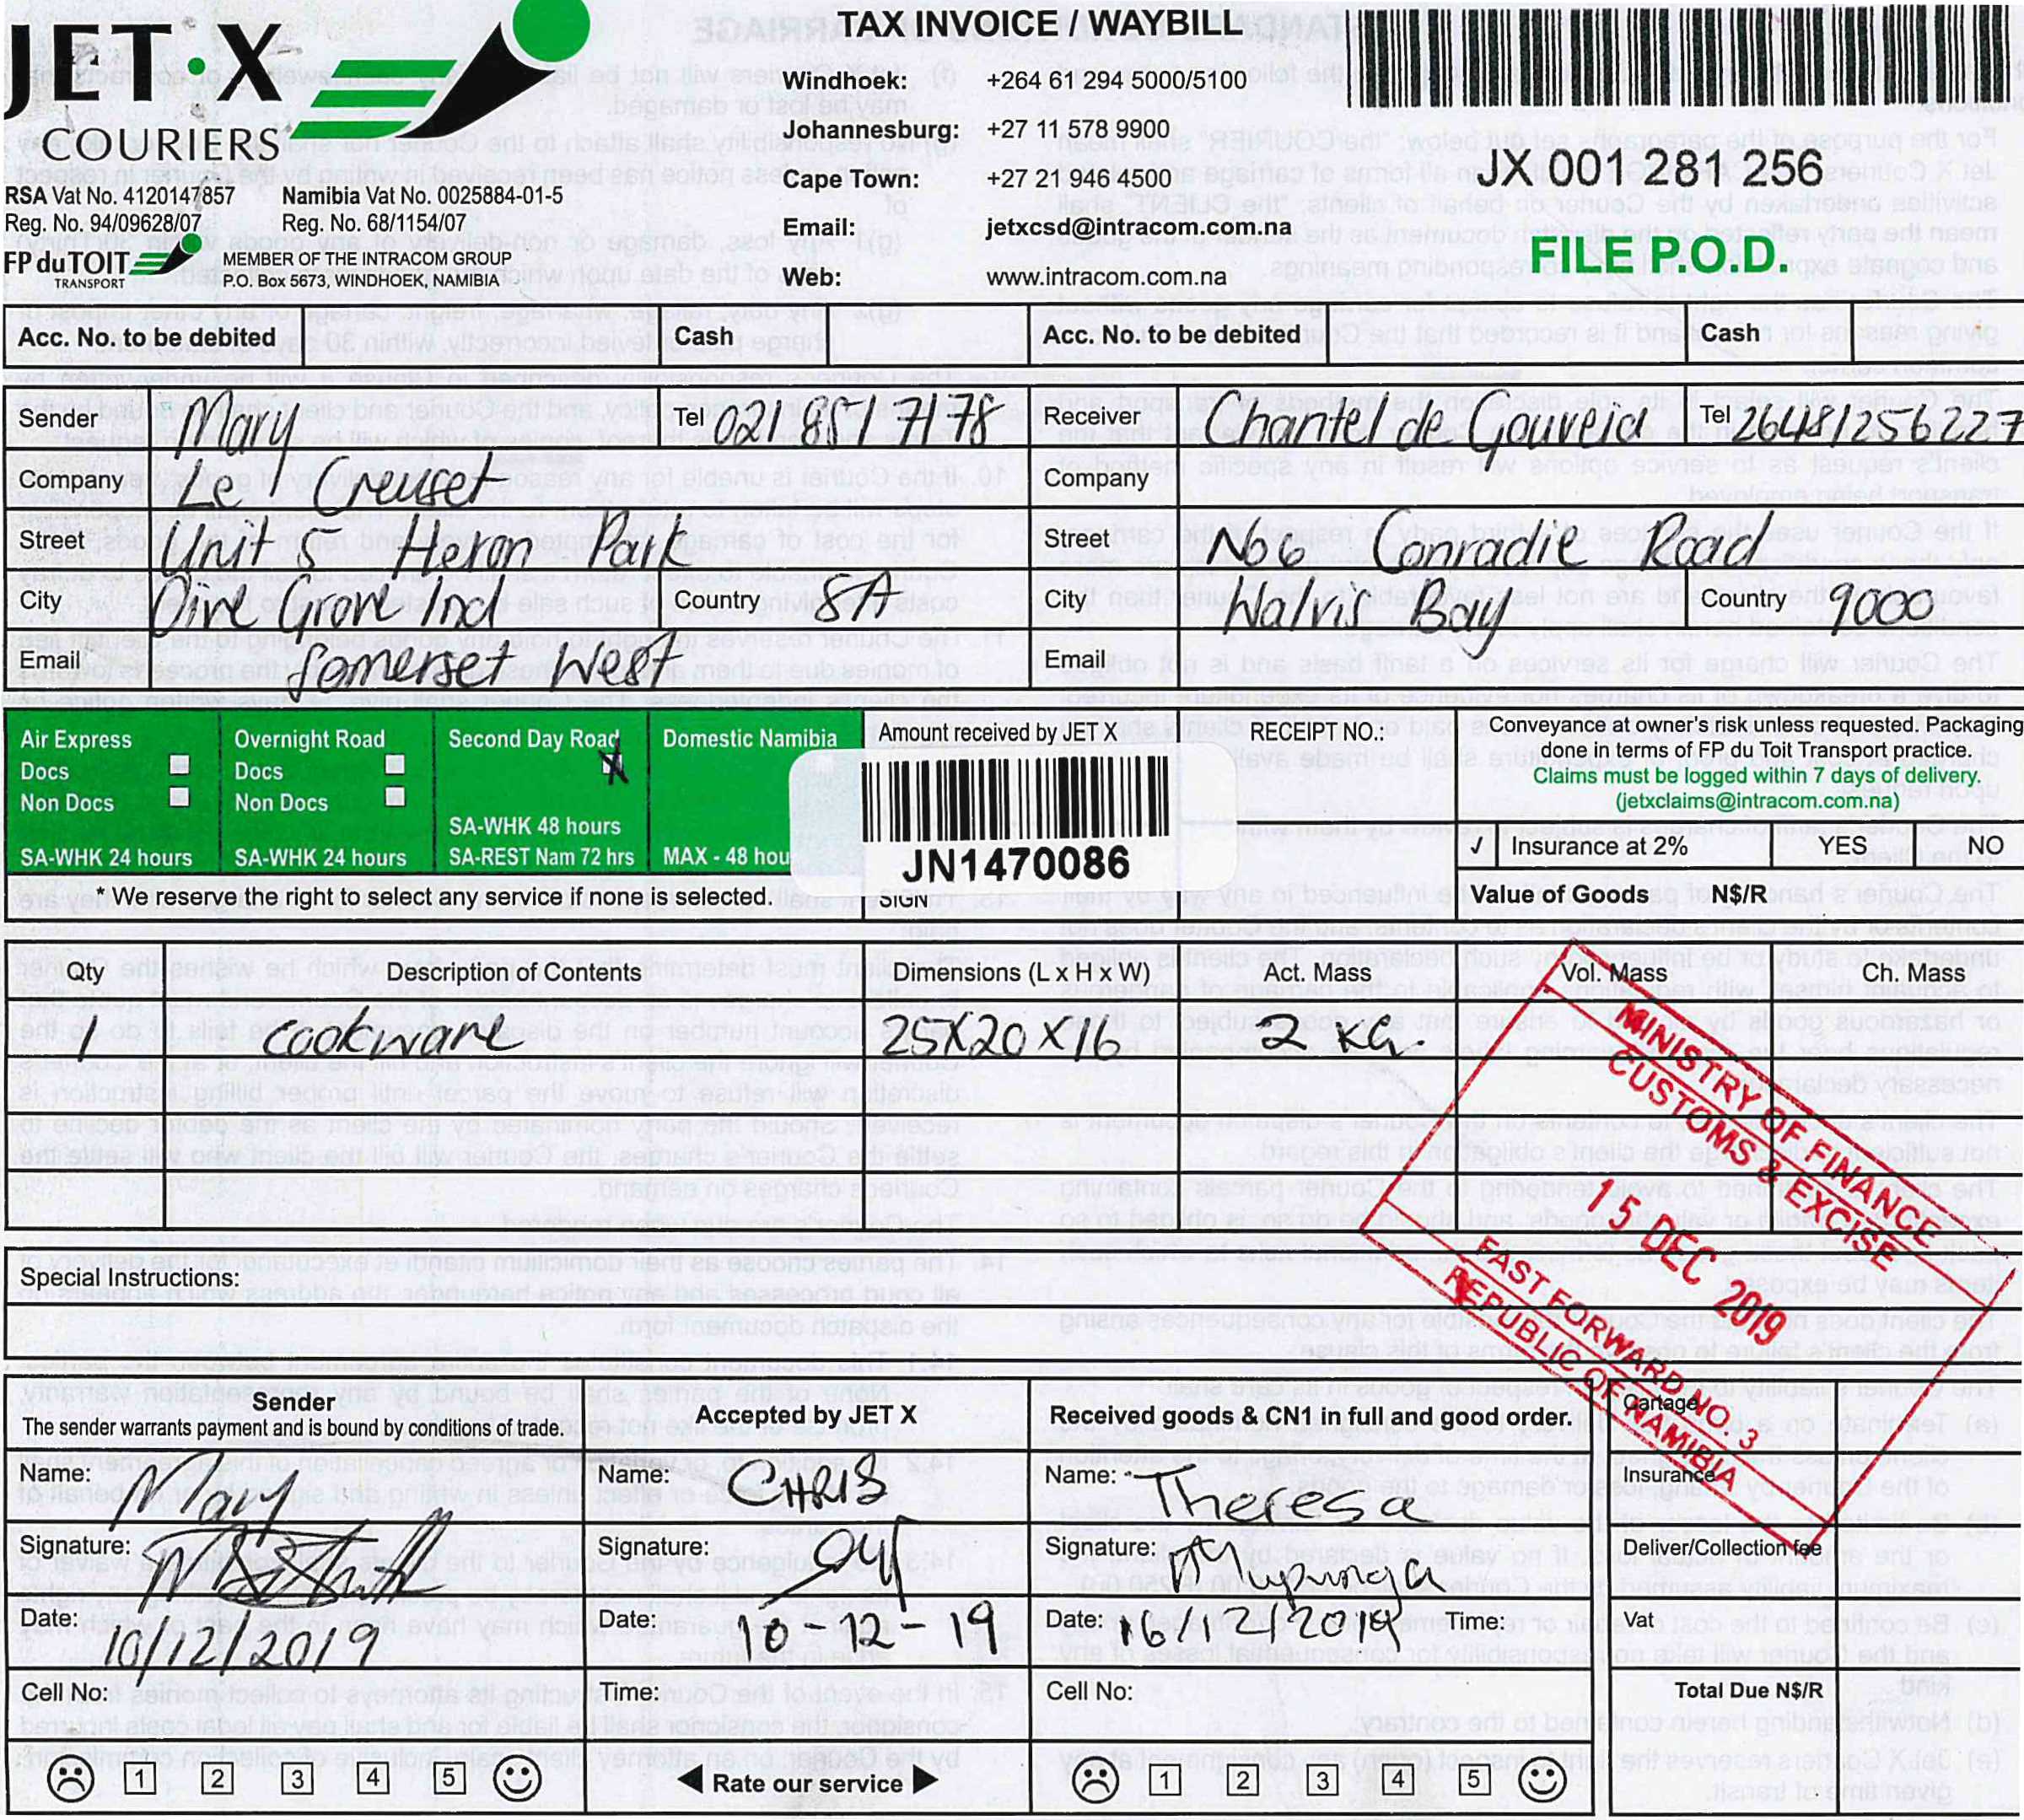 JET·X
COURIERS
RSA Vat No. 4120147857
Reg. No. 94/09628/07
Namibia Vat No. 0025884-01-5
Reg. No. 68/1154/07
FP du TOIT
TRANSPORT
MEMBER OF THE INTRACOM GROUP
P.O. Box 5673, WINDHOEK, NAMIBIA
TAX INVOICE / WAYBILL
Windhoek: +264 61 294 5000/5100
Johannesburg: +27 11 578 9900
Cape Town: +27 21 946 4500
Email: jetxcsd@intracom.com.na
Web: www.intracom.com.na
JX 001 281 256
FILE P.O.D.
Acc. No. to be debited Cash Acc. No. to be debited Cash
Sender Mary Tel 021 851 7178
Company Le Creuset
Street Unit 5 Heron Park
City Olive Grove Ind Country SA
Email Somerset West
Receiver Chantel de Gouveia Tel
Company
Street No 6 Conradie Road
City Walvis Bay Country 9000
Email
Air Express
Docs
Non Docs
SA-WHK 24 hours
Overnight Road
Docs
Non Docs
SA-WHK 24 hours
Second Day Road
X
SA-WHK 48 hours
SA-REST Nam 72 hrs
Domestic Namibia
MAX - 48 hou
* We reserve the right to select any service if none is selected.
Amount received by JET X
JN1470086
SIGN
RECEIPT NO.:
Conveyance at owner's risk unless requested. Packaging
done in terms of FP du Toit Transport practice.
Claims must be logged within 7 days of delivery.
(jetxclaims@intracom.com.na)
√ Insurance at 2% YES NO
Value of Goods N$/R
Qty Description of Contents Dimensions (L x H x W) Act. Mass Vol. Mass Ch. Mass
1 Cookware 25X20X16 2 KG.
MINISTRY OF FINANCE
CUSTOMS & EXCISE
15 DEC 2019
FAST FORWARD NO. 3
REPUBLIC OF NAMIBIA
Special Instructions:
Sender
The sender warrants payment and is bound by conditions of trade.
Name: Mary
Signature:
Date: 10/12/2019
Cell No:
Accepted by JET X
Name: CHRIS
Signature:
Date: 10-12-19
Time:
Received goods & CN1 in full and good order.
Name: Theresa
Signature:
Date: 16/12/2019 Time:
Cell No:
Cartage
Insurance
Deliver/Collection fee
Vat
Total Due N$/R
1 2 3 4 5
Rate our service
1 2 3 4 5